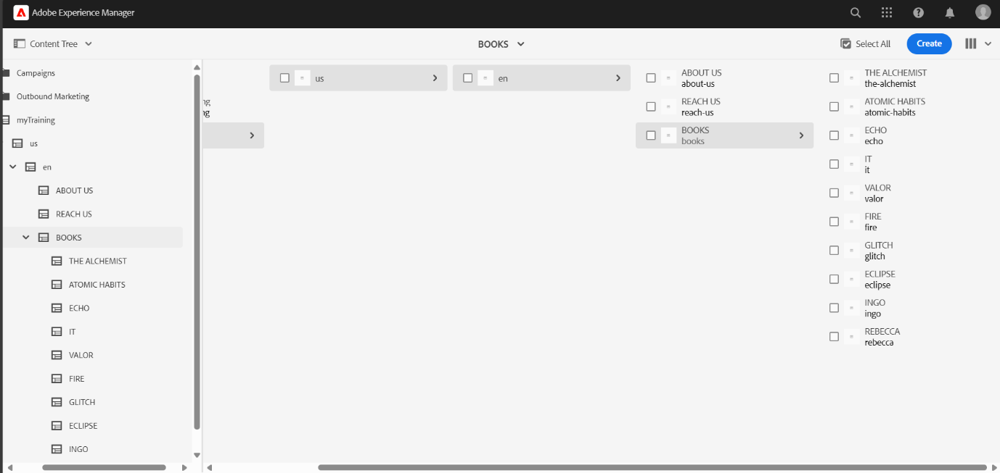 Adobe Experience Manager
Content Tree
BOOKS
Select All
Create
Campaigns
Outbound Marketing
myTraining
us
en
ABOUT US
REACH US
BOOKS
THE ALCHEMIST
ATOMIC HABITS
ECHO
IT
VALOR
FIRE
GLITCH
ECLIPSE
INGO
ng
ng
us
en
ABOUT US
about-us
REACH US
reach-us
BOOKS
books
THE ALCHEMIST
the-alchemist
ATOMIC HABITS
atomic-habits
ECHO
echo
IT
it
VALOR
valor
FIRE
fire
GLITCH
glitch
ECLIPSE
eclipse
INGO
ingo
REBECCA
rebecca